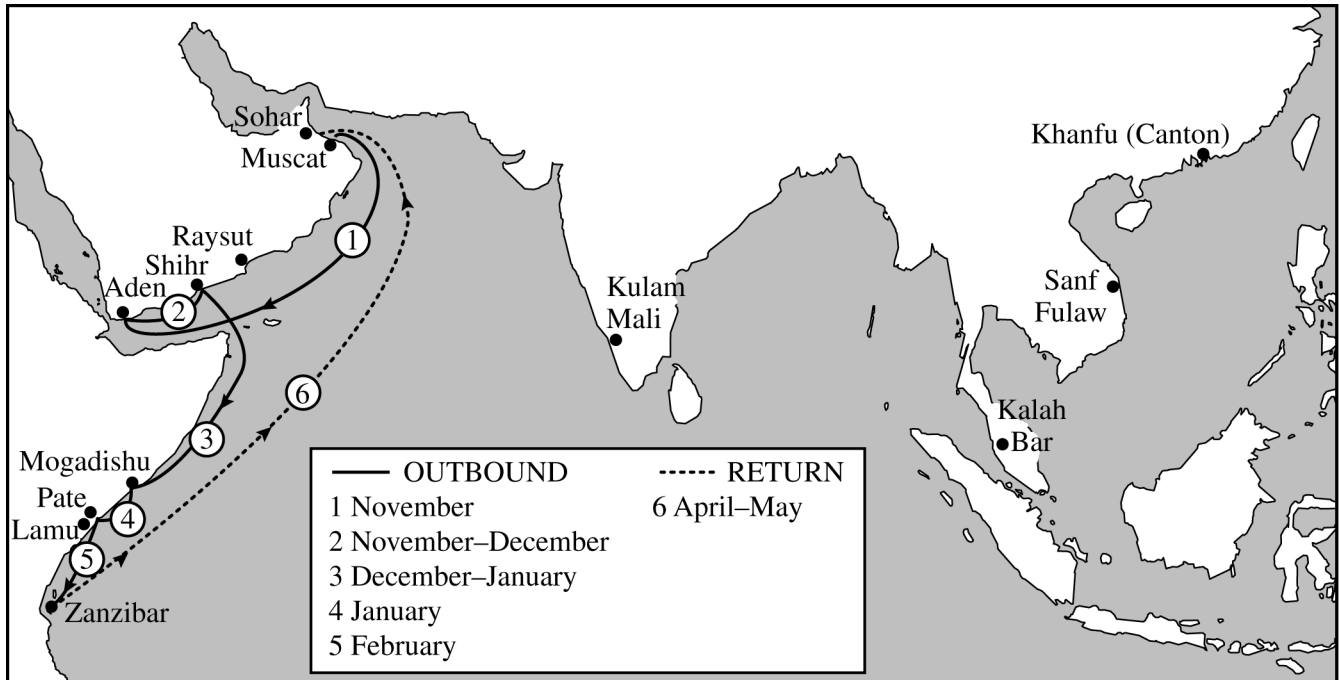 Sohar
Muscat
Khanfu (Canton)
1
Raysut
Shihr
Aden
2
Kulam
Mali
Sanf
Fulaw
6
Kalah
Bar
3
Mogadishu
Pate
Lamu
4
5
Zanzibar
OUTBOUND
1 November
2 November–December
3 December–January
4 January
5 February
RETURN
6 April–May